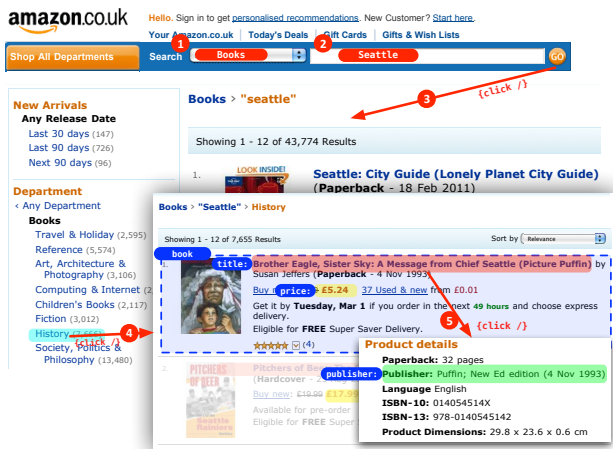 amazon.co.uk
Hello. Sign in to get personalised recommendations. New Customer? Start here.
Your Amazon.co.uk | Today's Deals | Gift Cards | Gifts & Wish Lists
1
2
Shop All Departments
Search
Books
Seattle
GO
3
{click /}
New Arrivals
Any Release Date
Last 30 days (147)
Last 90 days (726)
Next 90 days (96)
Department
‹ Any Department
Books
Travel & Holiday (2,595)
Reference (5,574)
Art, Architecture &
Photography (3,106)
Computing & Internet (2
Children's Books (2,117)
Fiction (3,012)
History
4
{click /}
Society, Politics &
Philosophy (13,480)
Books › "seattle"
Showing 1 - 12 of 43,774 Results
1.
LOOK INSIDE!
Seattle: City Guide (Lonely Planet City Guide)
(Paperback - 18 Feb 2011)
Books › "Seattle" › History
Showing 1 - 12 of 7,655 Results
Sort by Relevance
book
1.
title:
Brother Eagle, Sister Sky: A Message from Chief Seattle (Picture Puffin) by
Susan Jeffers (Paperback - 4 Nov 1993)
Buy price: £5.24 37 Used & new from £0.01
Get it by Tuesday, Mar 1 if you order in the next 49 hours and choose express
delivery.
Eligible for FREE Super Saver Delivery.
(4)
5
{click /}
2.
PITCHERS
OF BEER
Seattle
Rainiers
Pitchers of Beer:
(Hardcover - 
Buy new: £19.99 £17.99
Available for pre-order
Eligible for FREE Super
Product details
Paperback: 32 pages
publisher:
Publisher: Puffin; New Ed edition (4 Nov 1993)
Language English
ISBN-10: 014054514X
ISBN-13: 978-0140545142
Product Dimensions: 29.8 x 23.6 x 0.6 cm